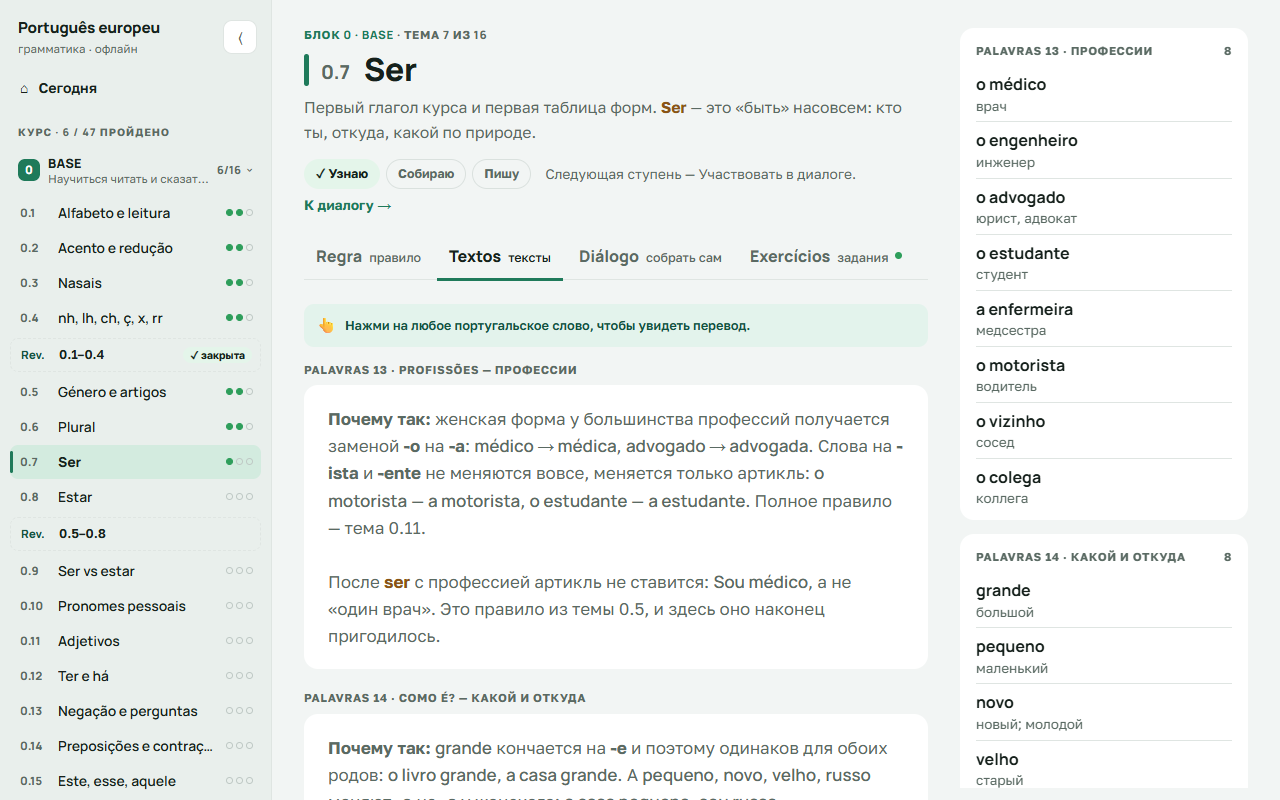 Português europeu
грамматика · офлайн
⟨
⌂ Сегодня
КУРС · 6 / 47 ПРОЙДЕНО
0 BASE 6/16
Научиться читать и сказат…
0.1 Alfabeto e leitura
0.2 Acento e redução
0.3 Nasais
0.4 nh, lh, ch, ç, x, rr
Rev. 0.1–0.4 ✓ закрыта
0.5 Género e artigos
0.6 Plural
0.7 Ser
0.8 Estar
Rev. 0.5–0.8
0.9 Ser vs estar
0.10 Pronomes pessoais
0.11 Adjetivos
0.12 Ter e há
0.13 Negação e perguntas
0.14 Preposições e contraç…
0.15 Este, esse, aquele
БЛОК 0 · BASE · ТЕМА 7 ИЗ 16
0.7 Ser
Первый глагол курса и первая таблица форм. Ser — это «быть» насовсем: кто
ты, откуда, какой по природе.
✓ Узнаю Собираю Пишу Следующая ступень — Участвовать в диалоге.
К диалогу →
Regra правило Textos тексты Diálogo собрать сам Exercícios задания
👆 Нажми на любое португальское слово, чтобы увидеть перевод.
PALAVRAS 13 · PROFISSÕES — ПРОФЕССИИ
Почему так: женская форма у большинства профессий получается
заменой -o на -a: médico → médica, advogado → advogada. Слова на -
ista и -ente не меняются вовсе, меняется только артикль: o
motorista — a motorista, o estudante — a estudante. Полное правило
— тема 0.11.
После ser с профессией артикль не ставится: Sou médico, а не
«один врач». Это правило из темы 0.5, и здесь оно наконец
пригодилось.
PALAVRAS 14 · COMO É? — КАКОЙ И ОТКУДА
Почему так: grande кончается на -e и поэтому одинаков для обоих
родов: o livro grande, a casa grande. А pequeno, novo, velho, russo
PALAVRAS 13 · ПРОФЕССИИ 8
o médico
врач
o engenheiro
инженер
o advogado
юрист, адвокат
o estudante
студент
a enfermeira
медсестра
o motorista
водитель
o vizinho
сосед
o colega
коллега
PALAVRAS 14 · КАКОЙ И ОТКУДА 8
grande
большой
pequeno
маленький
novo
новый; молодой
velho
старый